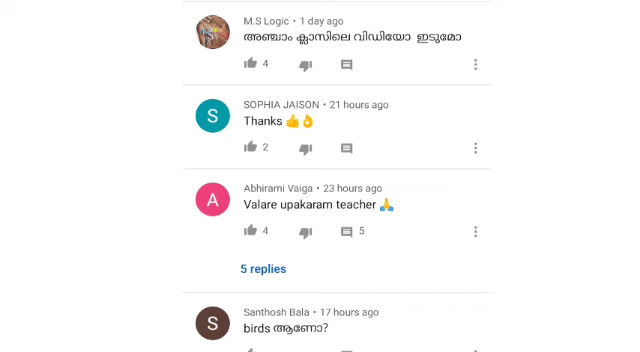 M.S Logic • 1 day ago
അഞ്ചാം ക്ലാസിലെ വിഡിയോ ഇടുമോ
4
S
SOPHIA JAISON • 21 hours ago
Thanks 👍👌
2
A
Abhirami Vaiga • 23 hours ago
Valare upakaram teacher 🙏
4 5
5 replies
S
Santhosh Bala • 17 hours ago
birds ആണോ?